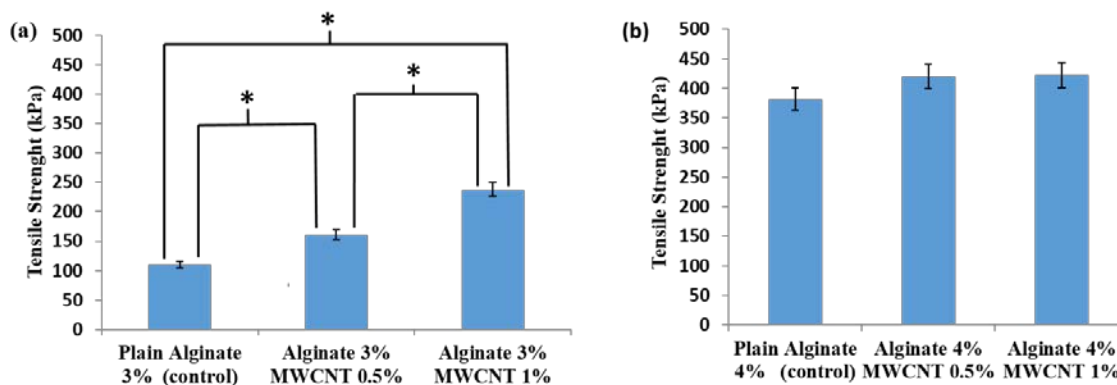 (a)
*
*
*
Tensile Strenght (kPa)
500
450
400
350
300
250
200
150
100
50
0
Plain Alginate
3% (control)
Alginate 3%
MWCNT 0.5%
Alginate 3%
MWCNT 1%
(b)
Tensile Strenght (kPa)
500
450
400
350
300
250
200
150
100
50
0
Plain Alginate
4% (control)
Alginate 4%
MWCNT 0.5%
Alginate 4%
MWCNT 1%